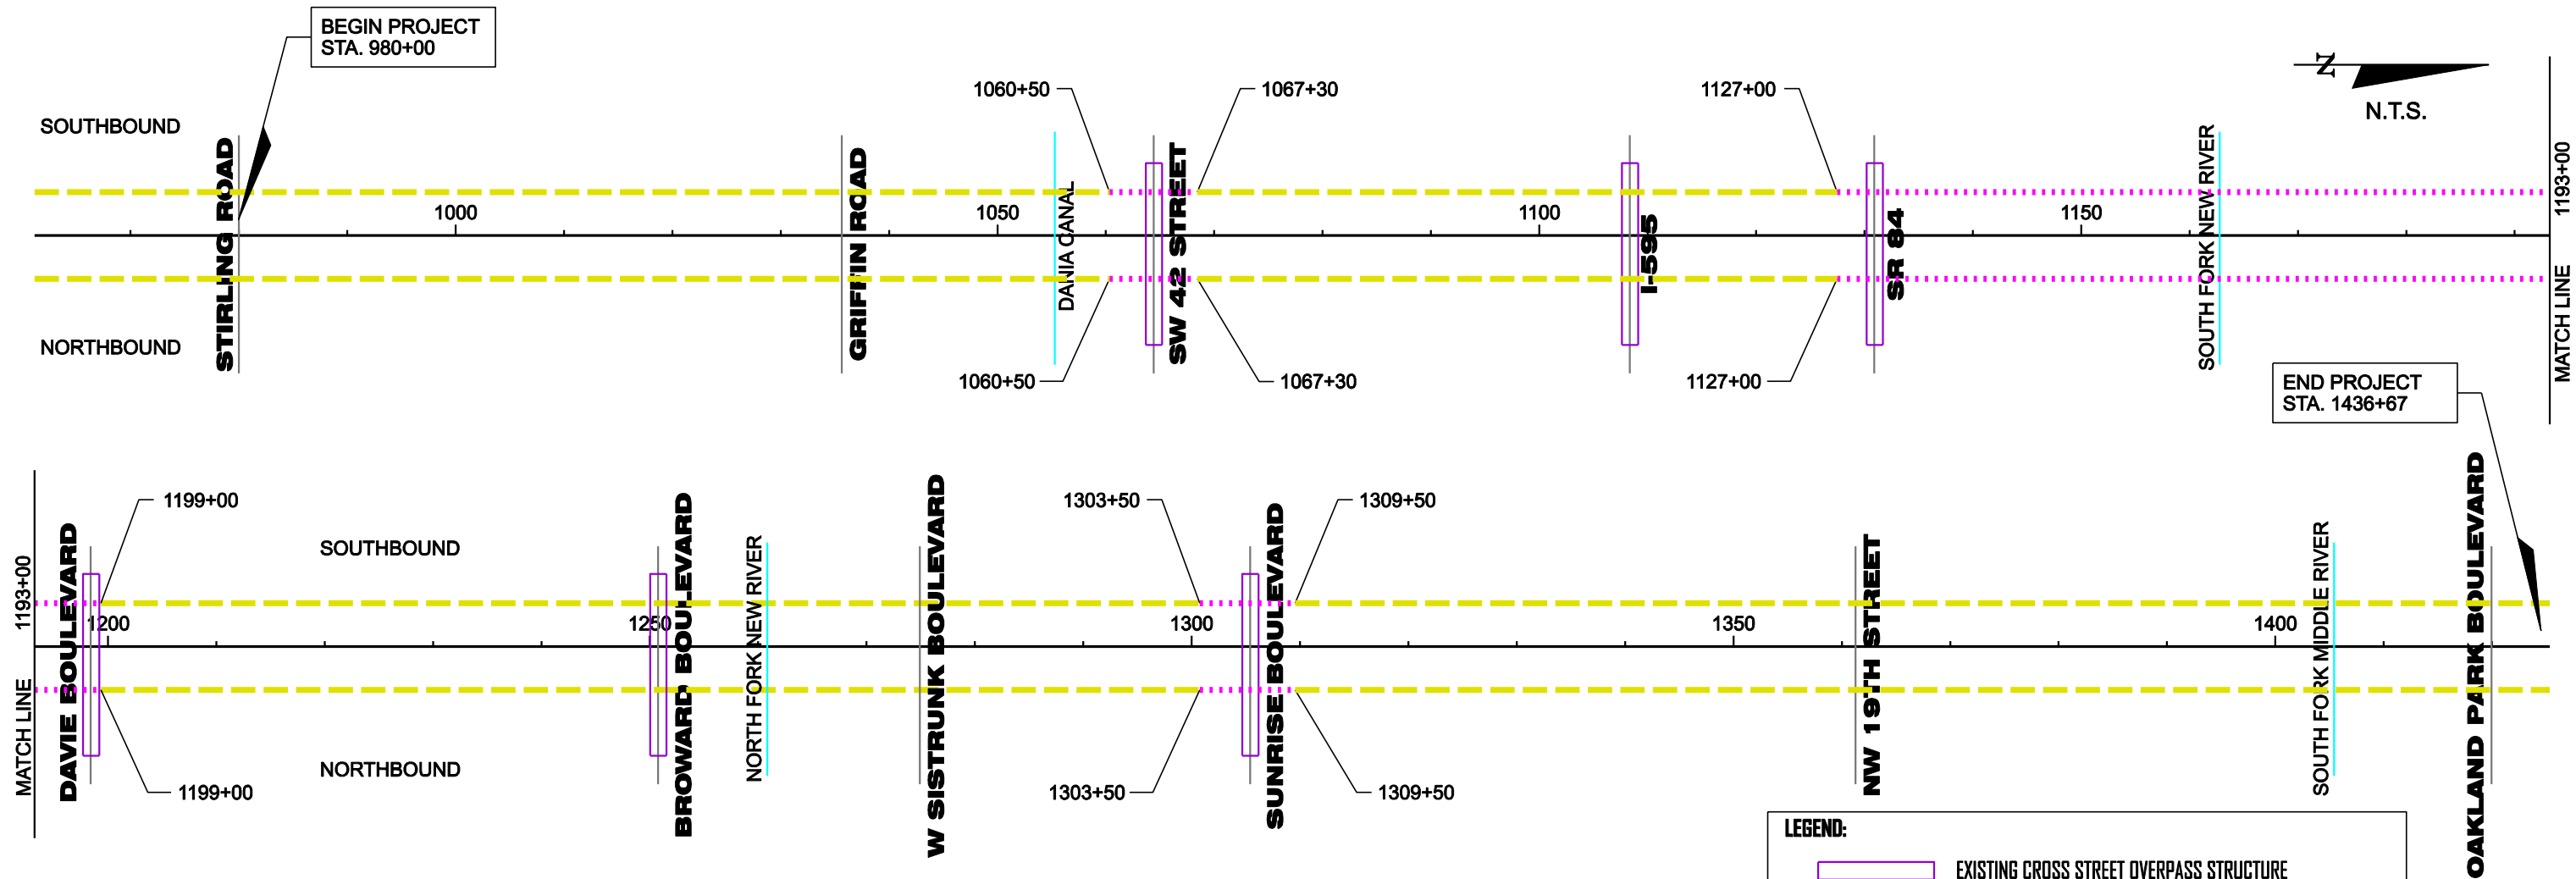 BEGIN PROJECT
STA. 980+00
1060+50
1067+30
1127+00
N
N.T.S.
SOUTHBOUND
STIRLING ROAD
GRIFFIN ROAD
DANIA CANAL
SW 42 STREET
I-595
SR 84
SOUTH FORK NEW RIVER
1193+00
MATCH LINE
1000
1050
1100
1150
NORTHBOUND
1060+50
1067+30
1127+00
END PROJECT
STA. 1436+67
1193+00
MATCH LINE
DAVIE BOULEVARD
1199+00
SOUTHBOUND
BROWARD BOULEVARD
NORTH FORK NEW RIVER
W SISTRUNK BOULEVARD
1303+50
SUNRISE BOULEVARD
1309+50
NW 19TH STREET
SOUTH FORK MIDDLE RIVER
OAKLAND PARK BOULEVARD
1200
1250
1300
1350
1400
NORTHBOUND
1199+00
1303+50
1309+50
LEGEND:
EXISTING CROSS STREET OVERPASS STRUCTURE